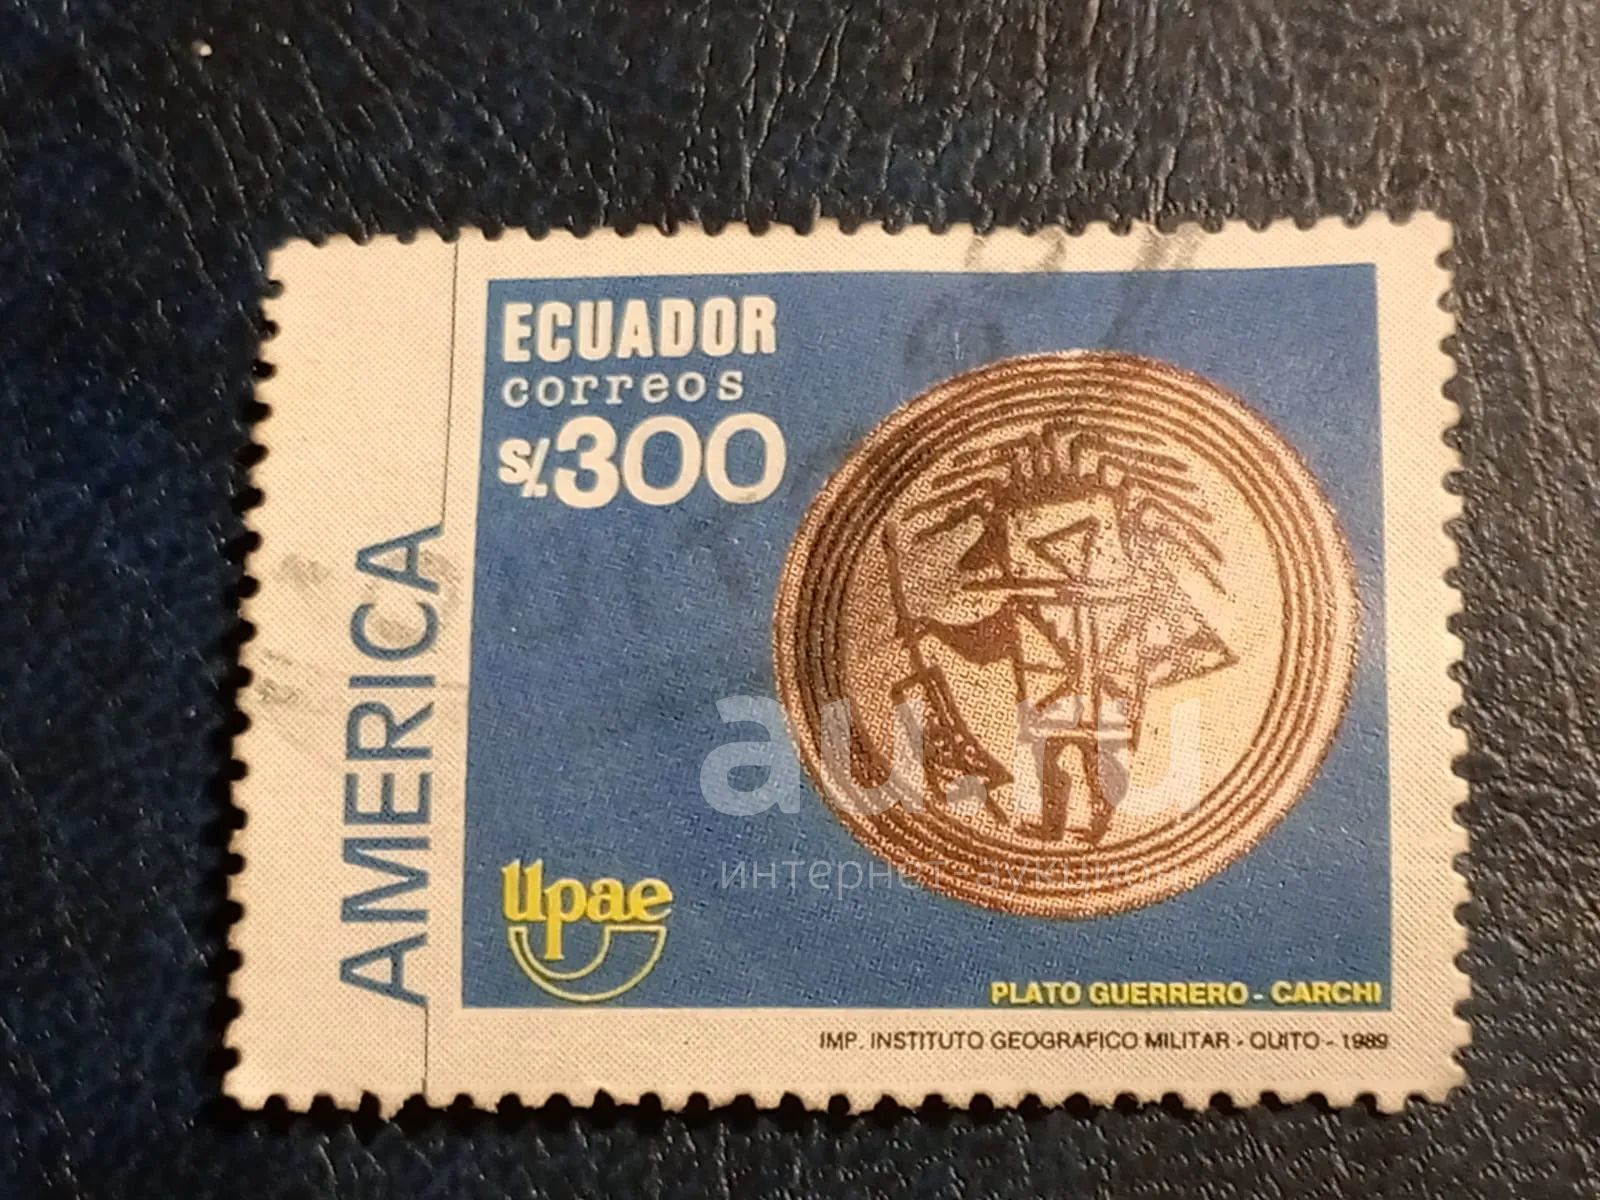 ECUADOR
correos
S/.300
AMERICA
upae
PLATO GUERRERO - CARCHI
IMP. INSTITUTO GEOGRAFICO MILITAR - QUITO - 1989
au.ru
интернет-аукцион